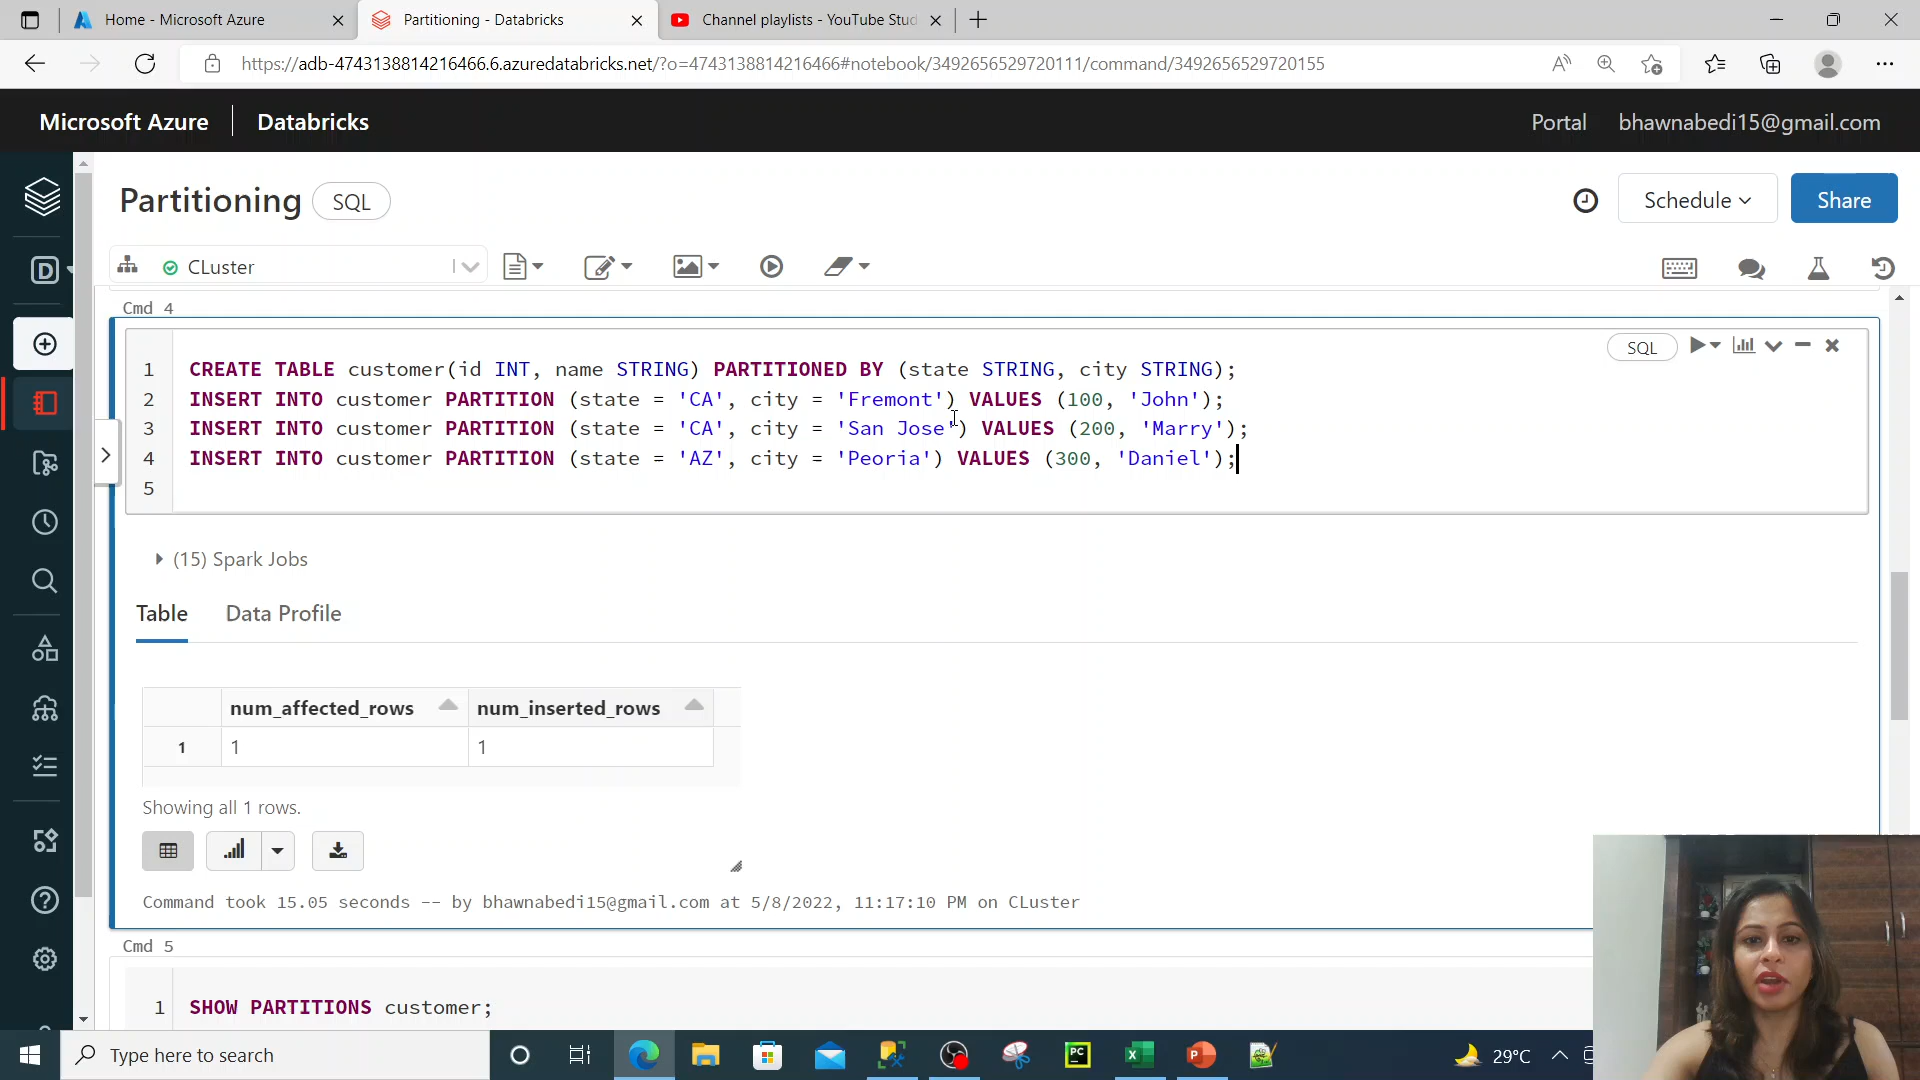 Home - Microsoft Azure
Partitioning - Databricks
Channel playlists - YouTube Stud
https://adb-4743138814216466.6.azuredatabricks.net/?o=4743138814216466#notebook/3492656529720111/command/3492656529720155
Microsoft Azure
Databricks
Portal
bhawnabedi15@gmail.com
Partitioning
SQL
Schedule
Share
D
CLuster
Cmd 4
SQL
1 CREATE TABLE customer(id INT, name STRING) PARTITIONED BY (state STRING, city STRING);
2 INSERT INTO customer PARTITION (state = 'CA', city = 'Fremont') VALUES (100, 'John');
3 INSERT INTO customer PARTITION (state = 'CA', city = 'San Jose') VALUES (200, 'Marry');
4 INSERT INTO customer PARTITION (state = 'AZ', city = 'Peoria') VALUES (300, 'Daniel');
5
(15) Spark Jobs
Table Data Profile
num_affected_rows num_inserted_rows
1 1 1
Showing all 1 rows.
Command took 15.05 seconds -- by bhawnabedi15@gmail.com at 5/8/2022, 11:17:10 PM on CLuster
Cmd 5
1 SHOW PARTITIONS customer;
Type here to search
PC
29°C